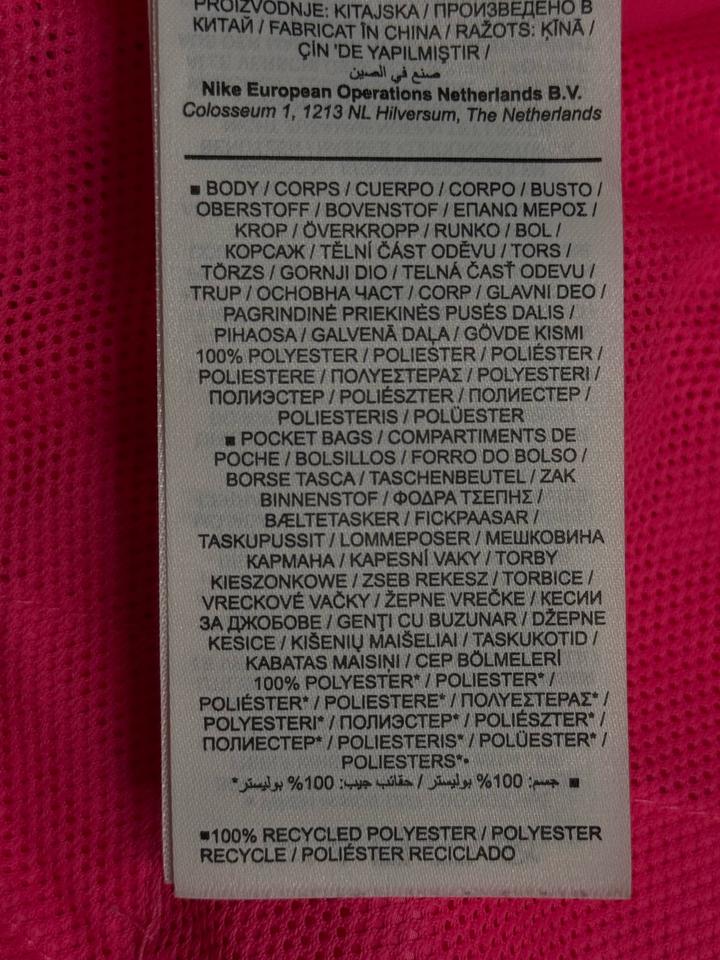 PROIZVODNJE: KITAJSKA / ПРОИЗВЕДЕНО В
КИТАЙ / FABRICAT ÎN CHINA / RAŽOTS: ĶĪNĀ /
ÇİN 'DE YAPILMIŞTIR /
صنع في الصين
Nike European Operations Netherlands B.V.
Colosseum 1, 1213 NL Hilversum, The Netherlands
■ BODY / CORPS / CUERPO / CORPO / BUSTO /
OBERSTOFF / BOVENSTOF / ΕΠΑΝΩ ΜΕΡΟΣ /
KROP / ÖVERKROPP / RUNKO / BOL /
КОРСАЖ / TĚLNÍ ČÁST ODĚVU / TORS /
TÖRZS / GORNJI DIO / TELNÁ ČASŤ ODEVU /
TRUP / ОСНОВНА ЧАСТ / CORP / GLAVNI DEO /
PAGRINDINĖ PRIEKINĖS PUSĖS DALIS /
PIHAOSA / GALVENĀ DAĻA / GÖVDE KISMI
100% POLYESTER / POLIESTER / POLIÉSTER /
POLIESTERE / ΠΟΛΥΕΣΤΕΡΑΣ / POLYESTERI /
ПОЛИЭСТЕР / POLIÉSZTER / ПОЛИЕСТЕР /
POLIESTERIS / POLÜESTER
■ POCKET BAGS / COMPARTIMENTS DE
POCHE / BOLSILLOS / FORRO DO BOLSO /
BORSE TASCA / TASCHENBEUTEL / ZAK
BINNENSTOF / ΦΟΔΡΑ ΤΣΕΠΗΣ /
BÆLTETASKER / FICKPAASAR /
TASKUPUSSIT / LOMMEPOSER / МЕШКОВИНА
КАРМАНА / KAPESNÍ VAKY / TORBY
KIESZONKOWE / ZSEB REKESZ / TORBICE /
VRECKOVÉ VAČKY / ŽEPNE VREČKE / КЕСИИ
ЗА ДЖОБОВЕ / GENȚI CU BUZUNAR / DŽEPNE
KESICE / KIŠENIŲ MAIŠELIAI / TASKUKOTID /
KABATAS MAISIŅI / CEP BÖLMELERİ
100% POLYESTER* / POLIESTER* /
POLIÉSTER* / POLIESTERE* / ΠΟΛΥΕΣΤΕΡΑΣ* /
POLYESTERI* / ПОЛИЭСТЕР* / POLIÉSZTER* /
ПОЛИЕСТЕР* / POLIESTERIS* / POLÜESTER* /
POLIESTERS*•
■ جسم: 100% بوليستر / حقائب جيب: 100% بوليستر*
■100% RECYCLED POLYESTER / POLYESTER
RECYCLE / POLIÉSTER RECICLADO